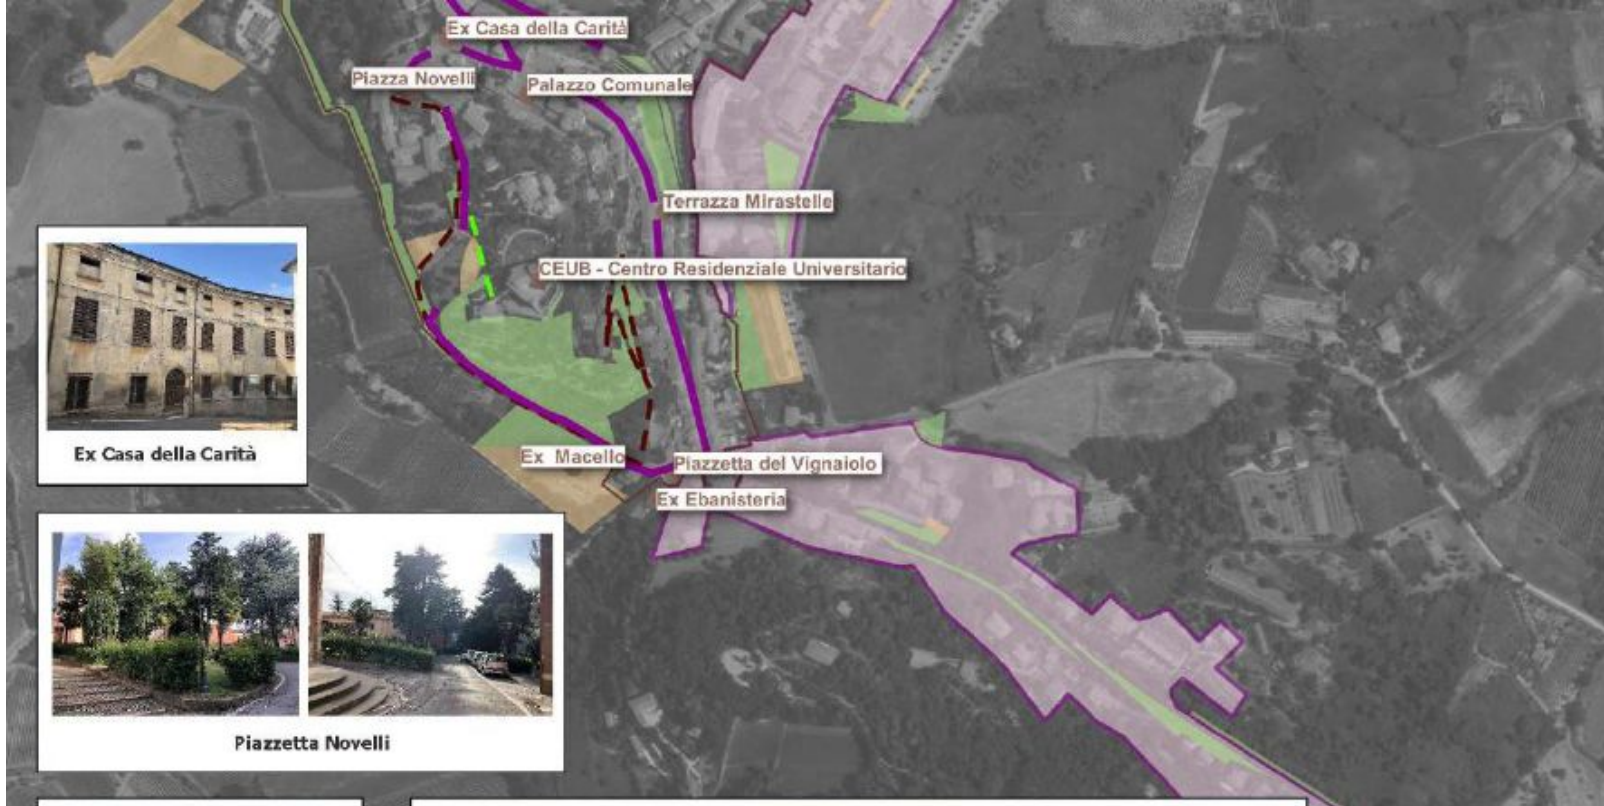 Ex Casa della Carità
Piazza Novelli
Palazzo Comunale
Terrazza Mirastelle
CEUB - Centro Residenziale Universitario
Ex Casa della Carità
Ex Macello
Piazzetta del Vignaiolo
Ex Ebanisteria
Piazzetta Novelli